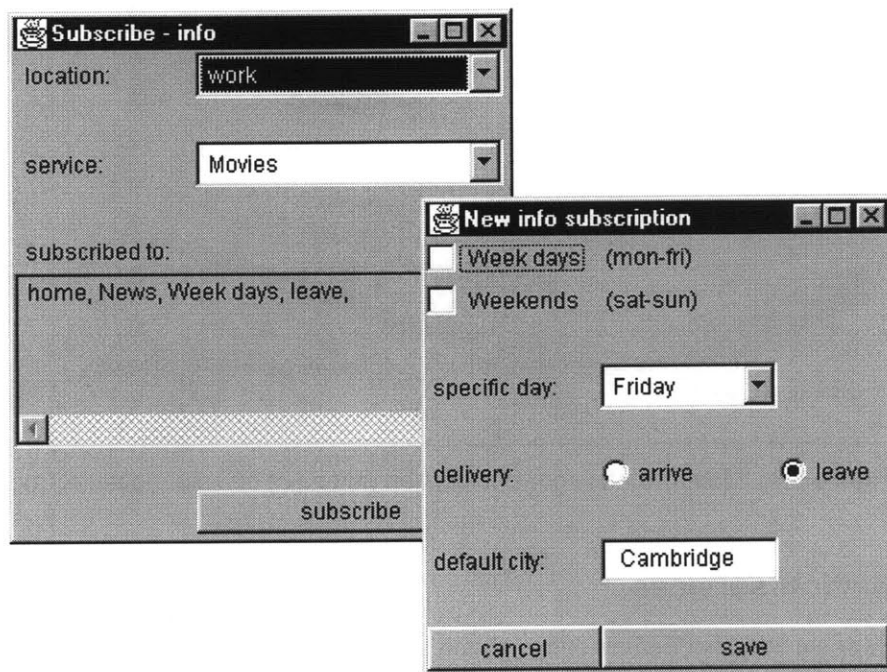 Subscribe - info
location: work
service: Movies
subscribed to:
home, News, Week days, leave,
subscribe
New info subscription
Week days (mon-fri)
Weekends (sat-sun)
specific day: Friday
delivery: arrive leave
default city: Cambridge
cancel save